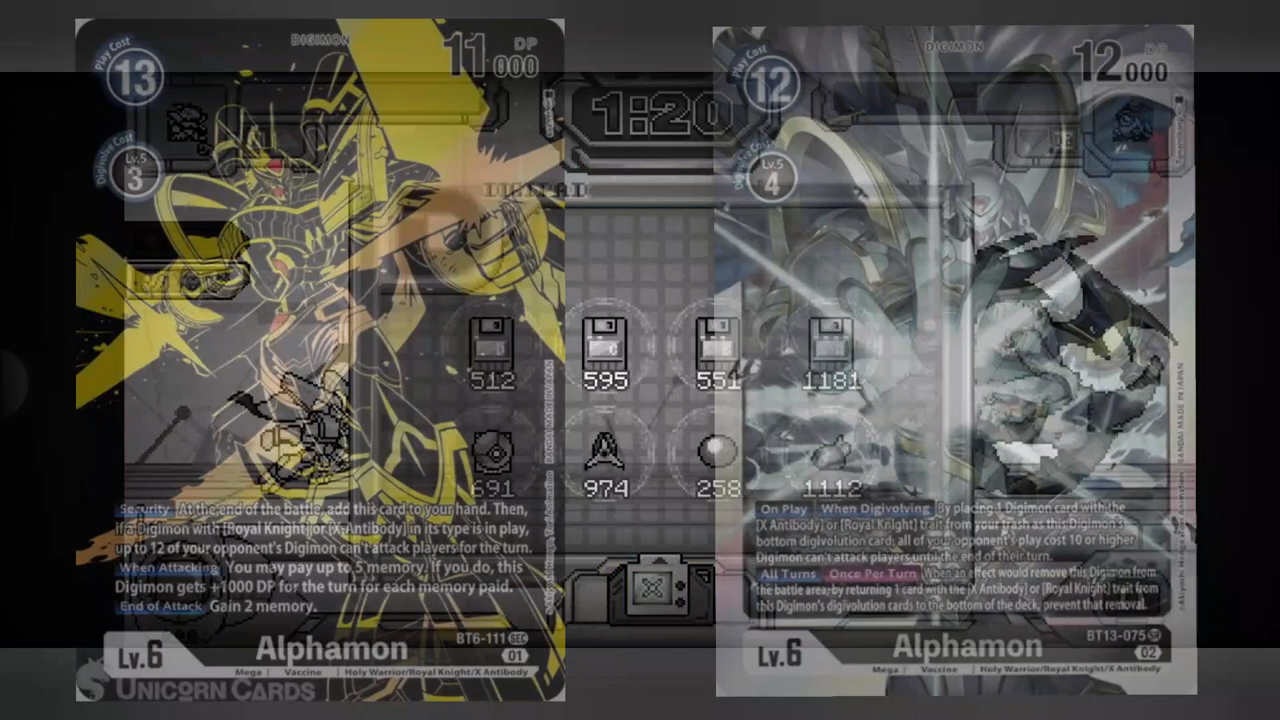 Play Cost
13
DIGIMON
11000
DP
Digivolve Cost
Lv.5
3
1:20
Play Cost
12
DIGIMON
12000
DP
Digivolve Cost
Lv.5
4
512
595
551
1181
691
974
258
1112
Security At the end of the battle, add this card to your hand. Then,
if a Digimon with [Royal Knight] or [X Antibody] in its type is in play,
up to 12 of your opponent's Digimon can't attack players for the turn.
When Attacking You may pay up to 5 memory. If you do, this
Digimon gets +1000 DP for the turn for each memory paid.
End of Attack Gain 2 memory.
BT6-111 SEC
01
Lv.6
Alphamon
Mega | Vaccine | Holy Warrior/Royal Knight/X Antibody
UNICORN CARDS
On Play When Digivolving By placing 1 Digimon card with the
[X Antibody] or [Royal Knight] trait from your trash as this Digimon's
bottom digivolution card, all of your opponent's play cost 10 or higher
Digimon can't attack players until the end of their turn.
All Turns Once Per Turn When an effect would remove this Digimon from
the battle area, by returning 1 card with the [X Antibody] or [Royal Knight] trait from
this Digimon's digivolution cards to the bottom of the deck, prevent that removal.
BT13-075 SR
02
Lv.6
Alphamon
Mega | Vaccine | Holy Warrior/Royal Knight/X Antibody